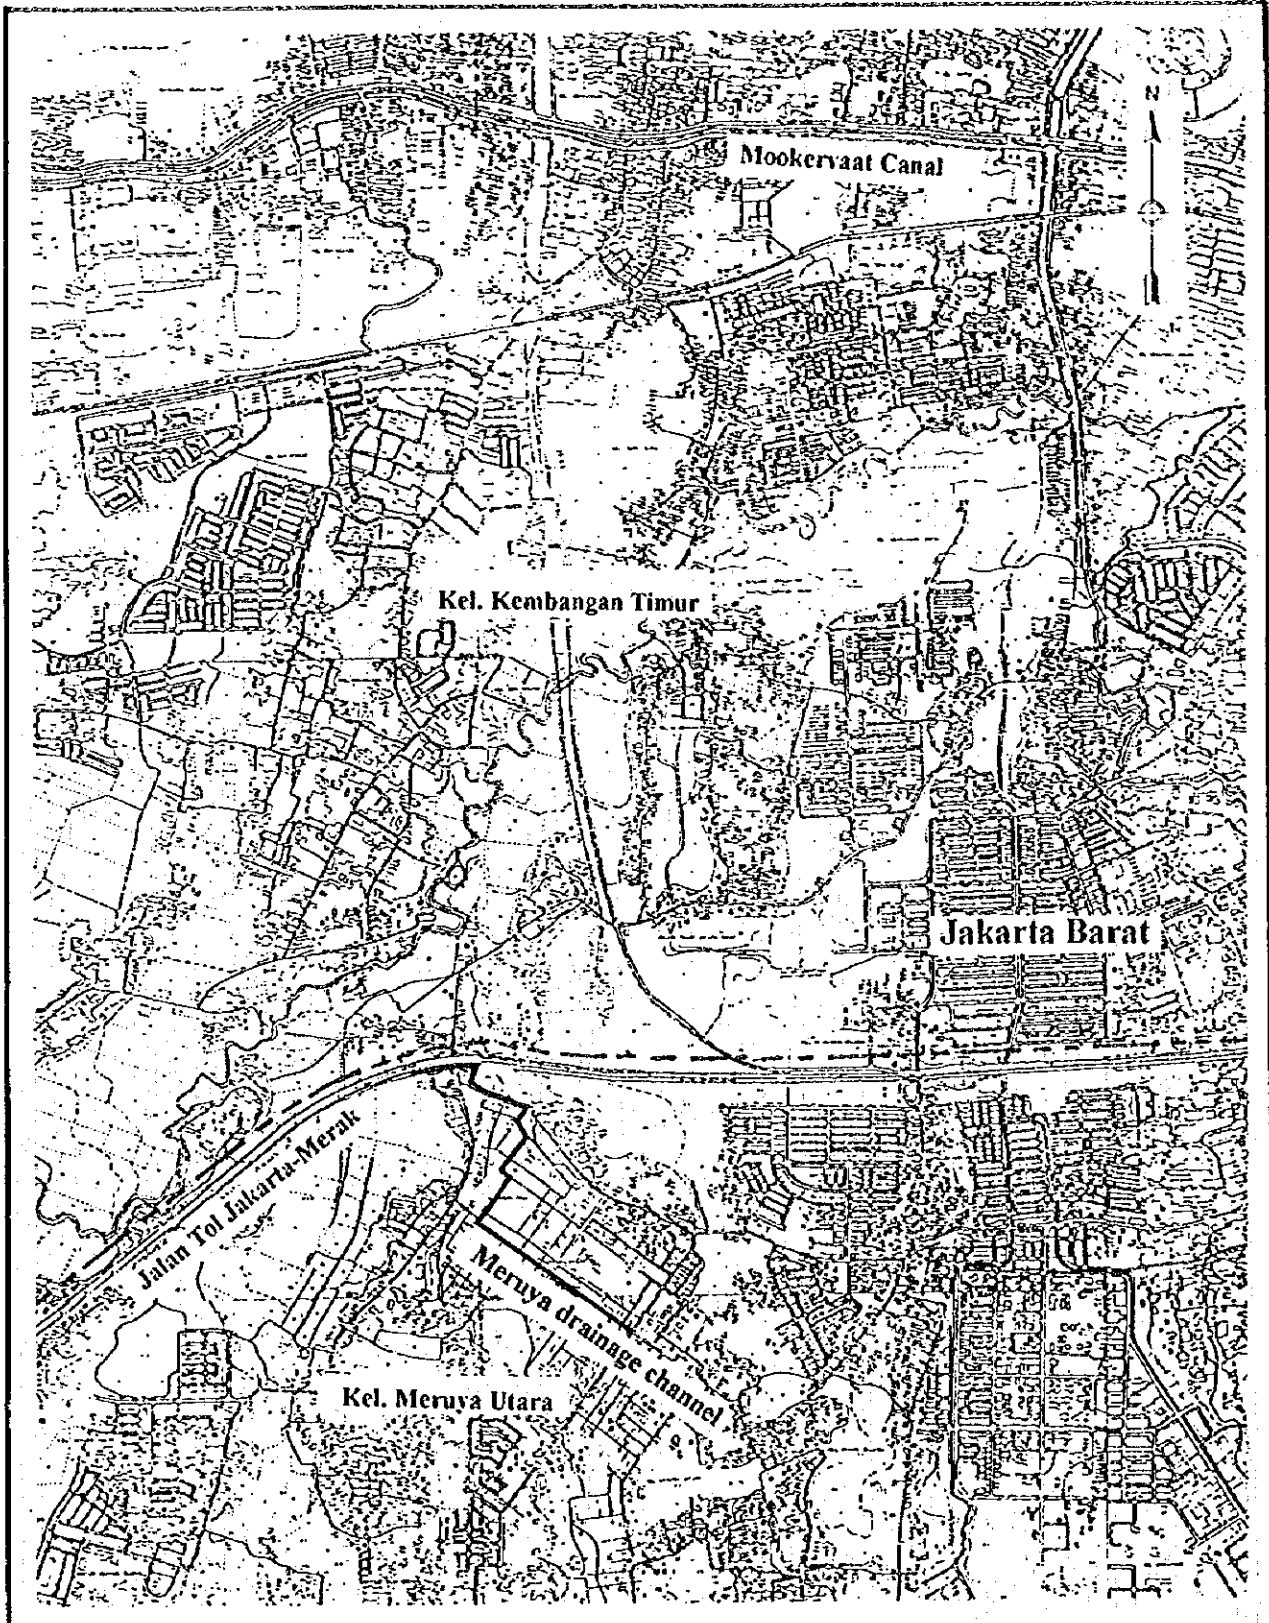 N
Mookervaat Canal
Kel. Kembangan Timur
Jakarta Barat
Jalan Tol Jakarta-Merak
Meruya drainage channel
Kel. Meruya Utara